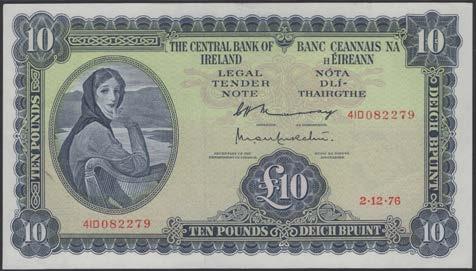 10
10
THE CENTRAL BANK OF IRELAND
BANC CEANNAIS NA HÉIREANN
LEGAL TENDER NOTE
NÓTA DLÍ-THAIRGTHE
41D082279
TEN POUNDS
DEICH BPUINT
£10
2·12·76
41D082279
10
TEN POUNDS
DEICH BPUINT
10